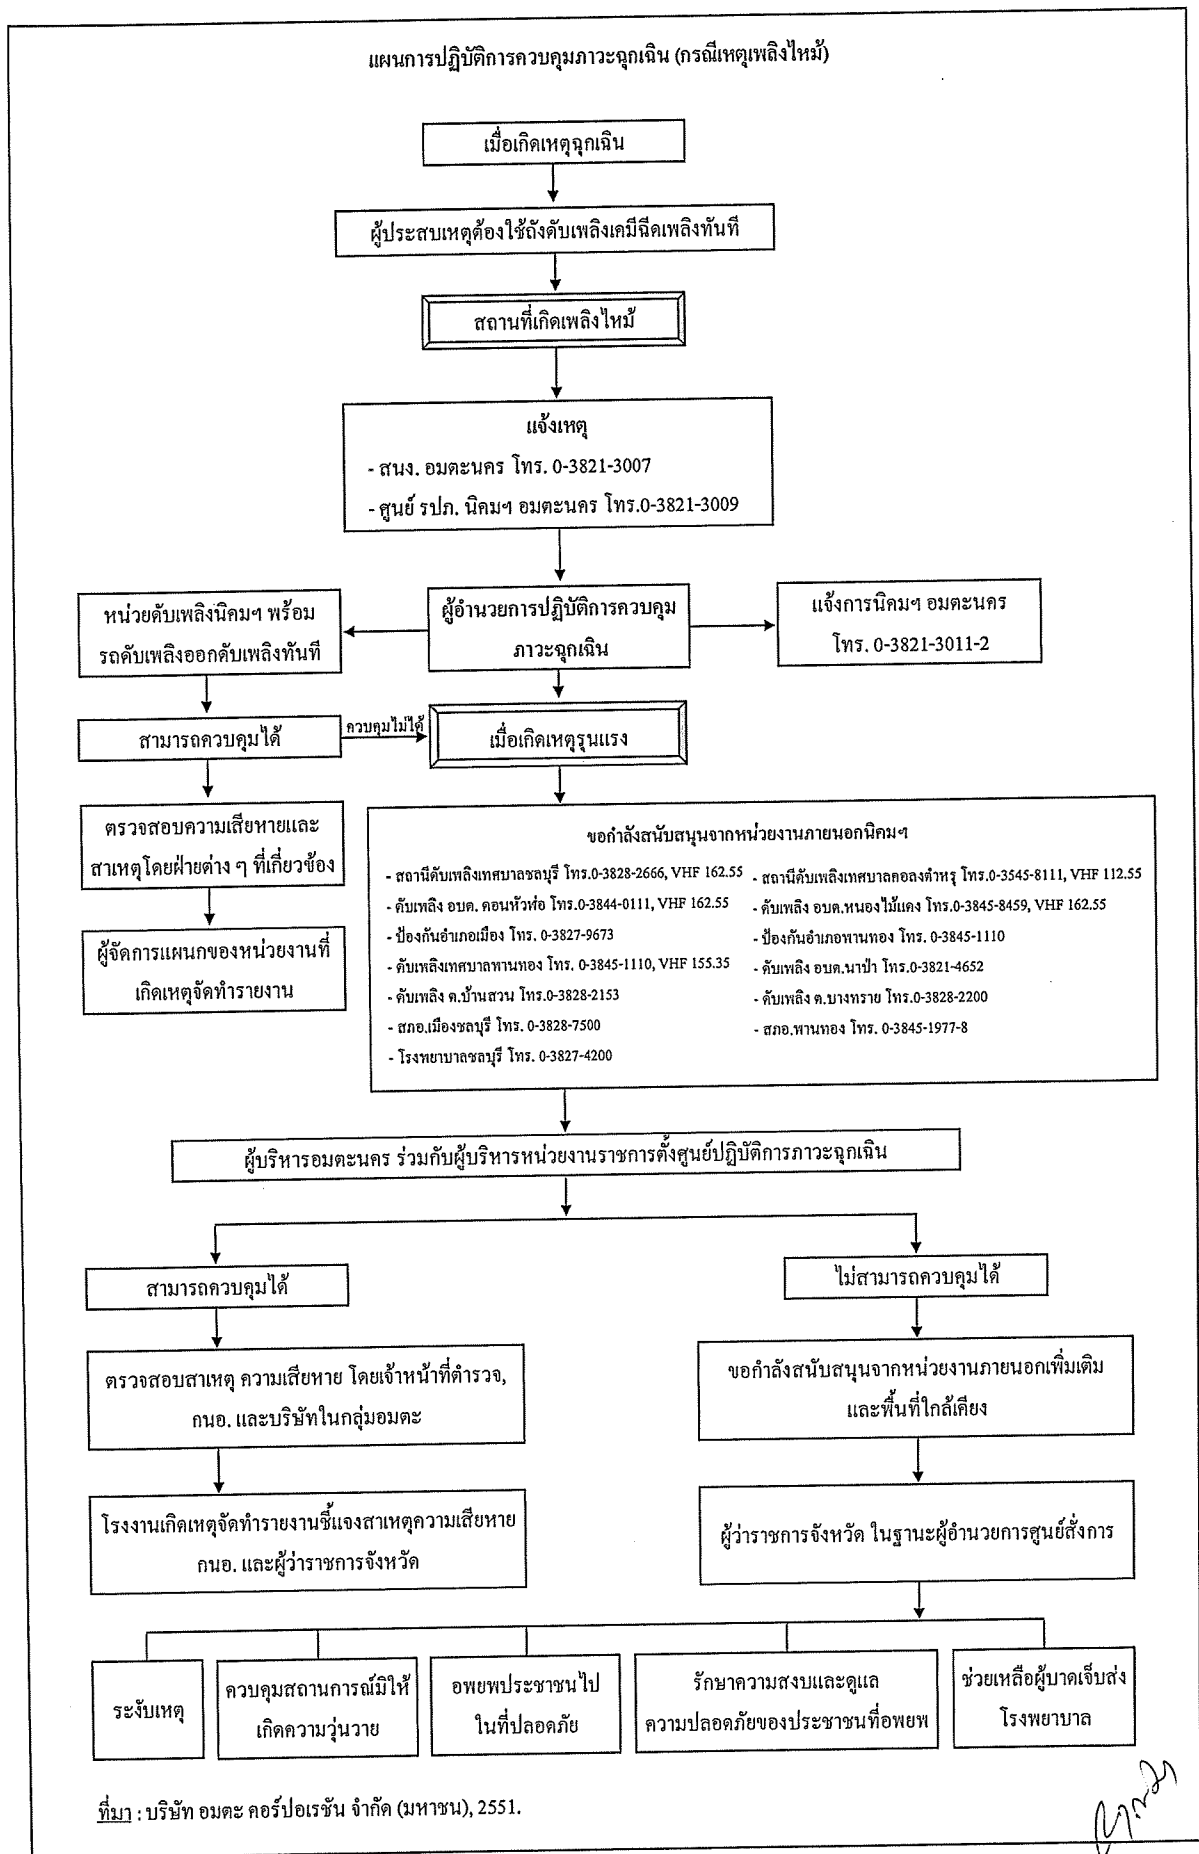 แผนการปฏิบัติการควบคุมภาวะฉุกเฉิน (กรณีเหตุเพลิงไหม้)
เมื่อเกิดเหตุฉุกเฉิน
ผู้ประสบเหตุต้องใช้ถังดับเพลิงเคมีฉีดเพลิงทันที
สถานที่เกิดเพลิงไหม้
แจ้งเหตุ
- สนง. อมตะนคร โทร. 0-3821-3007
- ศูนย์ รปภ. นิคมฯ อมตะนคร โทร.0-3821-3009
หน่วยดับเพลิงนิคมฯ พร้อม
รถดับเพลิงออกดับเพลิงทันที
ผู้อำนวยการปฏิบัติการควบคุม
ภาวะฉุกเฉิน
แจ้งการนิคมฯ อมตะนคร
โทร. 0-3821-3011-2
สามารถควบคุมได้
ควบคุมไม่ได้
เมื่อเกิดเหตุรุนแรง
ตรวจสอบความเสียหายและ
สาเหตุโดยฝ่ายต่าง ๆ ที่เกี่ยวข้อง
ผู้จัดการแผนกของหน่วยงานที่
เกิดเหตุจัดทำรายงาน
ขอกำลังสนับสนุนจากหน่วยงานภายนอกนิคมฯ
- สถานีดับเพลิงเทศบาลชลบุรี โทร.0-3828-2666, VHF 162.55
- ดับเพลิง อบต. ดอนหัวฬ่อ โทร.0-3844-0111, VHF 162.55
- ป้องกันอำเภอเมือง โทร. 0-3827-9673
- ดับเพลิงเทศบาลพานทอง โทร. 0-3845-1110, VHF 155.35
- ดับเพลิง ต.บ้านสวน โทร.0-3828-2153
- สภอ.เมืองชลบุรี โทร. 0-3828-7500
- โรงพยาบาลชลบุรี โทร. 0-3827-4200
- สถานีดับเพลิงเทศบาลคลองตำหรุ โทร.0-3545-8111, VHF 112.55
- ดับเพลิง อบต.หนองไม้แดง โทร.0-3845-8459, VHF 162.55
- ป้องกันอำเภอพานทอง โทร. 0-3845-1110
- ดับเพลิง อบต.นาป่า โทร.0-3821-4652
- ดับเพลิง ต.บางทราย โทร.0-3828-2200
- สภอ.พานทอง โทร. 0-3845-1977-8
ผู้บริหารอมตะนคร ร่วมกับผู้บริหารหน่วยงานราชการตั้งศูนย์ปฏิบัติการภาวะฉุกเฉิน
สามารถควบคุมได้
ไม่สามารถควบคุมได้
ตรวจสอบสาเหตุ ความเสียหาย โดยเจ้าหน้าที่ตำรวจ,
กนอ. และบริษัทในกลุ่มอมตะ
ขอกำลังสนับสนุนจากหน่วยงานภายนอกเพิ่มเติม
และพื้นที่ใกล้เคียง
โรงงานเกิดเหตุจัดทำรายงานชี้แจงสาเหตุความเสียหาย
กนอ. และผู้ว่าราชการจังหวัด
ผู้ว่าราชการจังหวัด ในฐานะผู้อำนวยการศูนย์สั่งการ
ระงับเหตุ
ควบคุมสถานการณ์มิให้
เกิดความวุ่นวาย
อพยพประชาชนไป
ในที่ปลอดภัย
รักษาความสงบและดูแล
ความปลอดภัยของประชาชนที่อพยพ
ช่วยเหลือผู้บาดเจ็บส่ง
โรงพยาบาล
ที่มา : บริษัท อมตะ คอร์ปอเรชัน จำกัด (มหาชน), 2551.